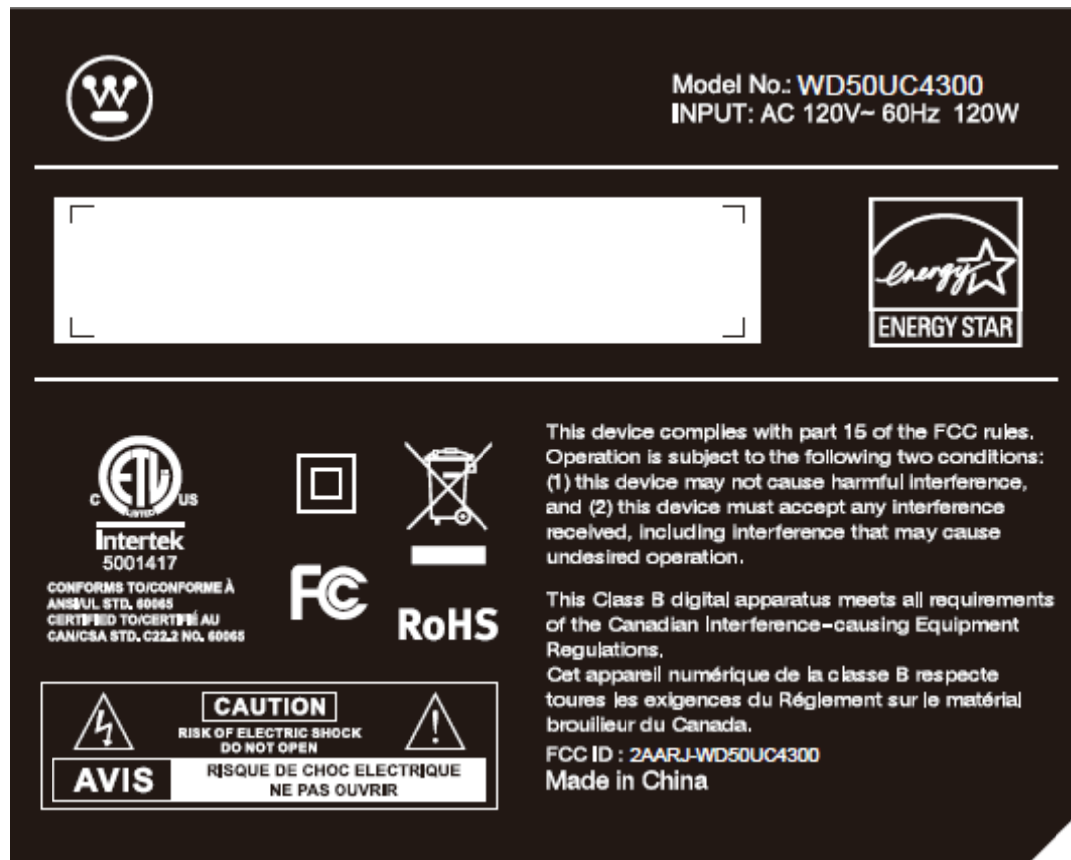 Model No.: WD50UC4300
INPUT: AC 120V~ 60Hz 120W
energy
ENERGY STAR
ETL
C US
LISTED
Intertek
5001417
CONFORMS TO/CONFORME À
ANSI/UL STD. 60065
CERTIFIED TO/CERTIFIÉ AU
CAN/CSA STD. C22.2 NO. 60065
FC
RoHS
CAUTION
RISK OF ELECTRIC SHOCK
DO NOT OPEN
AVIS
RISQUE DE CHOC ELECTRIQUE
NE PAS OUVRIR
This device complies with part 15 of the FCC rules.
Operation is subject to the following two conditions:
(1) this device may not cause harmful interference,
and (2) this device must accept any interference
received, including interference that may cause
undesired operation.
This Class B digital apparatus meets all requirements
of the Canadian Interference-causing Equipment
Regulations.
Cet appareil numérique de la classe B respecte
toures les exigences du Réglement sur le matérial
brouilleur du Canada.
FCC ID : 2AARJ-WD50UC4300
Made in China